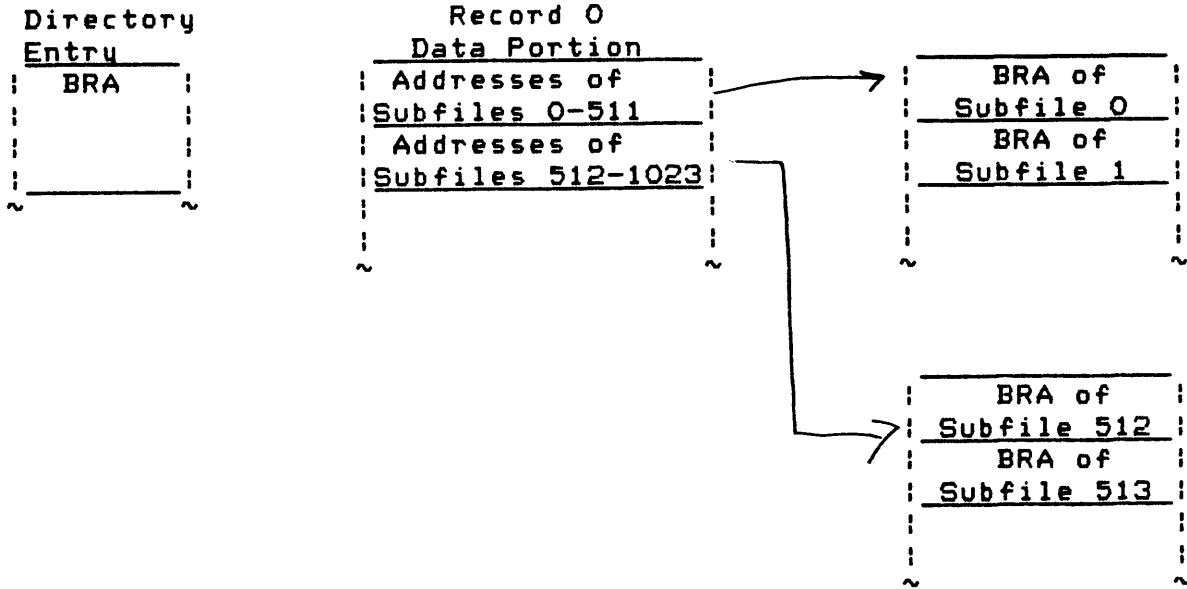 Directory
Entry
BRA
Record 0
Data Portion
Addresses of
Subfiles 0-511
Addresses of
Subfiles 512-1023
BRA of
Subfile 0
BRA of
Subfile 1
BRA of
Subfile 512
BRA of
Subfile 513